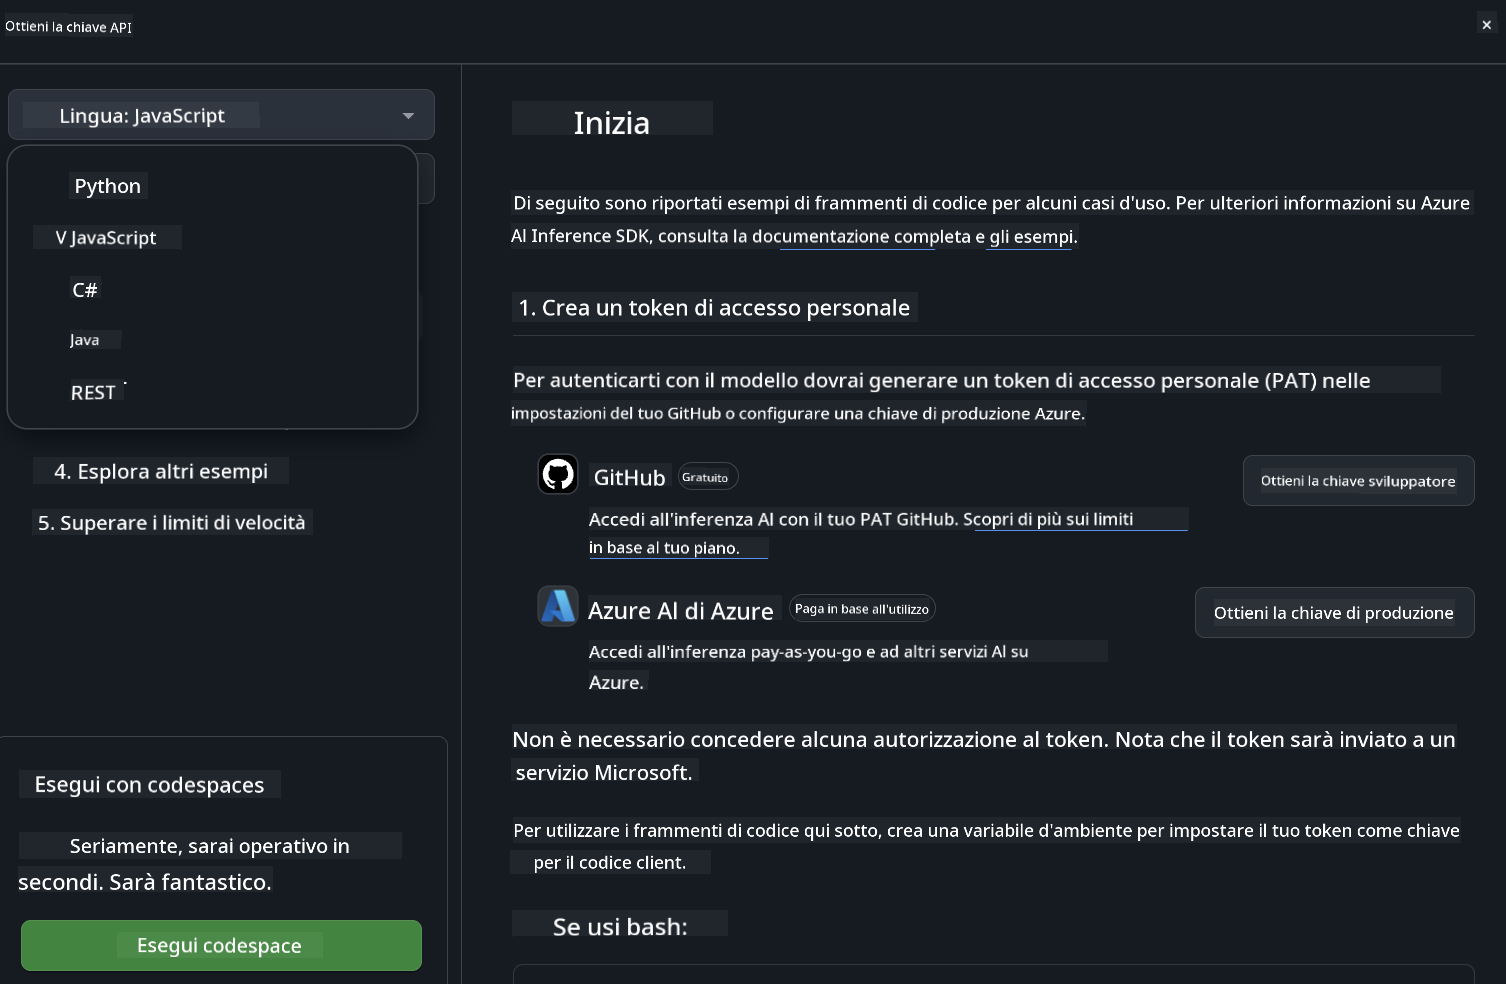 Ottieni la chiave API
×
Lingua: JavaScript
Python
V JavaScript
C#
Java
REST
4. Esplora altri esempi
5. Superare i limiti di velocità
Esegui con codespaces
Seriamente, sarai operativo in
secondi. Sarà fantastico.
Esegui codespace
Inizia
Di seguito sono riportati esempi di frammenti di codice per alcuni casi d'uso. Per ulteriori informazioni su Azure
AI Inference SDK, consulta la documentazione completa e gli esempi.
1. Crea un token di accesso personale
Per autenticarti con il modello dovrai generare un token di accesso personale (PAT) nelle
impostazioni del tuo GitHub o configurare una chiave di produzione Azure.
GitHub Gratuito
Ottieni la chiave sviluppatore
Accedi all'inferenza AI con il tuo PAT GitHub. Scopri di più sui limiti
in base al tuo piano.
Azure AI di Azure Paga in base all'utilizzo
Ottieni la chiave di produzione
Accedi all'inferenza pay-as-you-go e ad altri servizi AI su
Azure.
Non è necessario concedere alcuna autorizzazione al token. Nota che il token sarà inviato a un
servizio Microsoft.
Per utilizzare i frammenti di codice qui sotto, crea una variabile d'ambiente per impostare il tuo token come chiave
per il codice client.
Se usi bash: